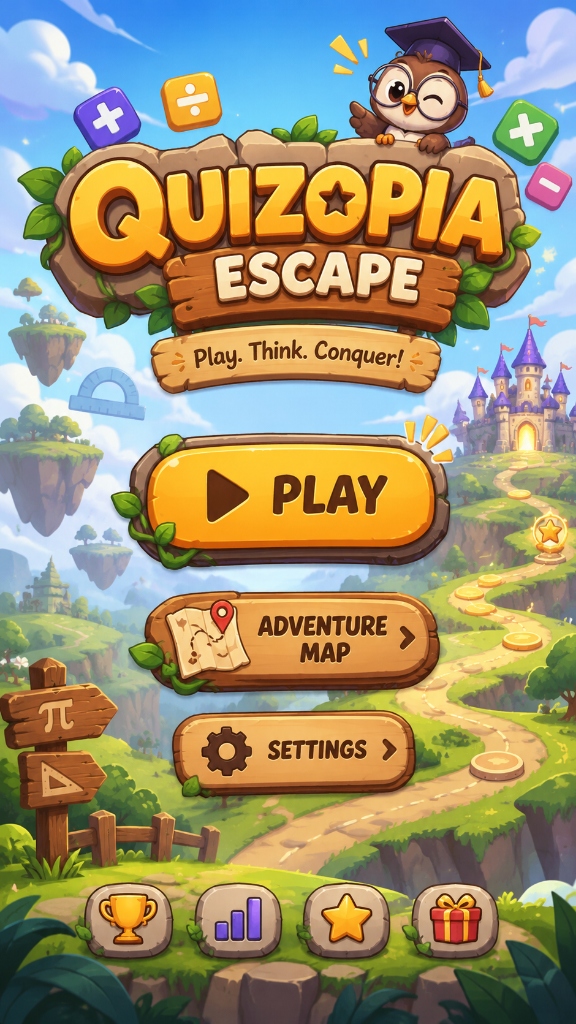 QUIZOPIA
ESCAPE
Play. Think. Conquer!
PLAY
ADVENTURE
MAP
SETTINGS
π